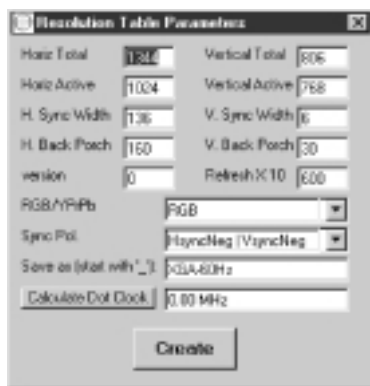 Resolution Table Parameters
Horiz Total 1344 Vertical Total 806
Horiz Active 1024 Vertical Active 768
H. Sync Width 136 V. Sync Width 6
H. Back Porch 160 V. Back Porch 30
version 0 Refresh X 10 600
RGB/YPrPb RGB
Sync Pol. HsyncNeg | VsyncNeg
Save as (start with '_'): XGA-60Hz
Calculate Dot Clock 0.00 MHz
Create